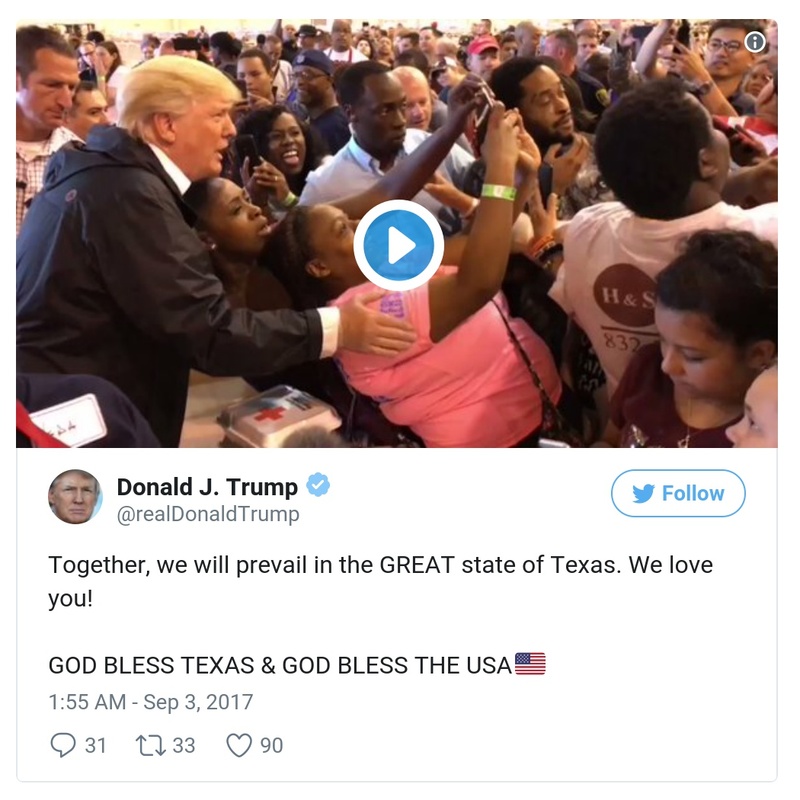 H & S
832
Donald J. Trump
@realDonaldTrump
Follow
Together, we will prevail in the GREAT state of Texas. We love
you!
GOD BLESS TEXAS & GOD BLESS THE USA🇺🇸
1:55 AM - Sep 3, 2017
31 33 90